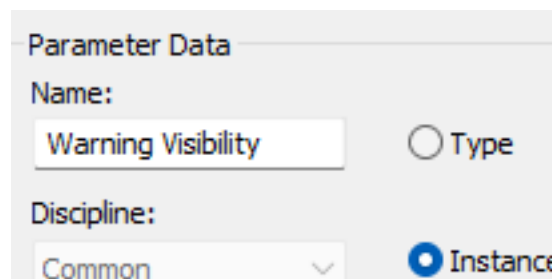 Parameter Data
Name:
Warning Visibility
Type
Discipline:
Common
Instance